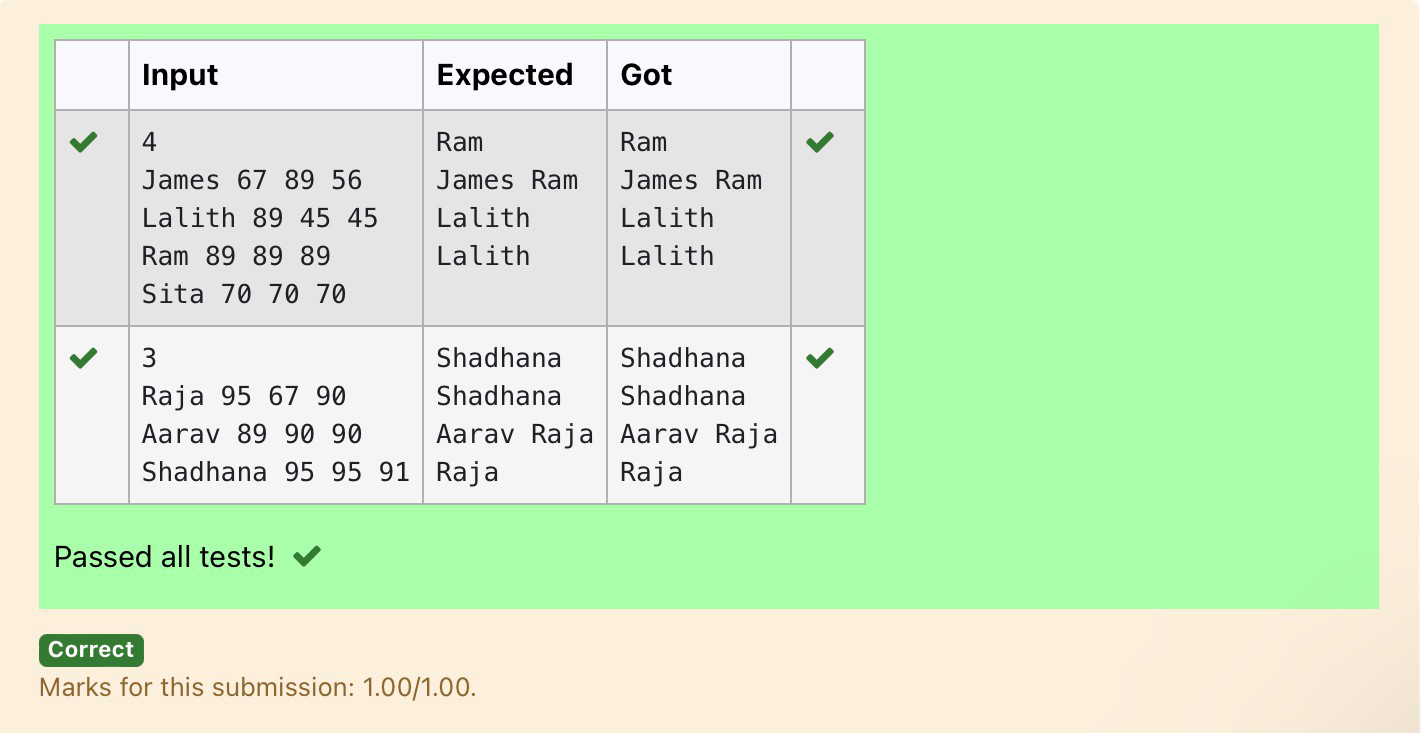 Input Expected Got
4 Ram Ram
James 67 89 56 James Ram James Ram
Lalith 89 45 45 Lalith Lalith
Ram 89 89 89 Lalith Lalith
Sita 70 70 70
3 Shadhana Shadhana
Raja 95 67 90 Shadhana Shadhana
Aarav 89 90 90 Aarav Raja Aarav Raja
Shadhana 95 95 91 Raja Raja
Passed all tests!
Correct
Marks for this submission: 1.00/1.00.